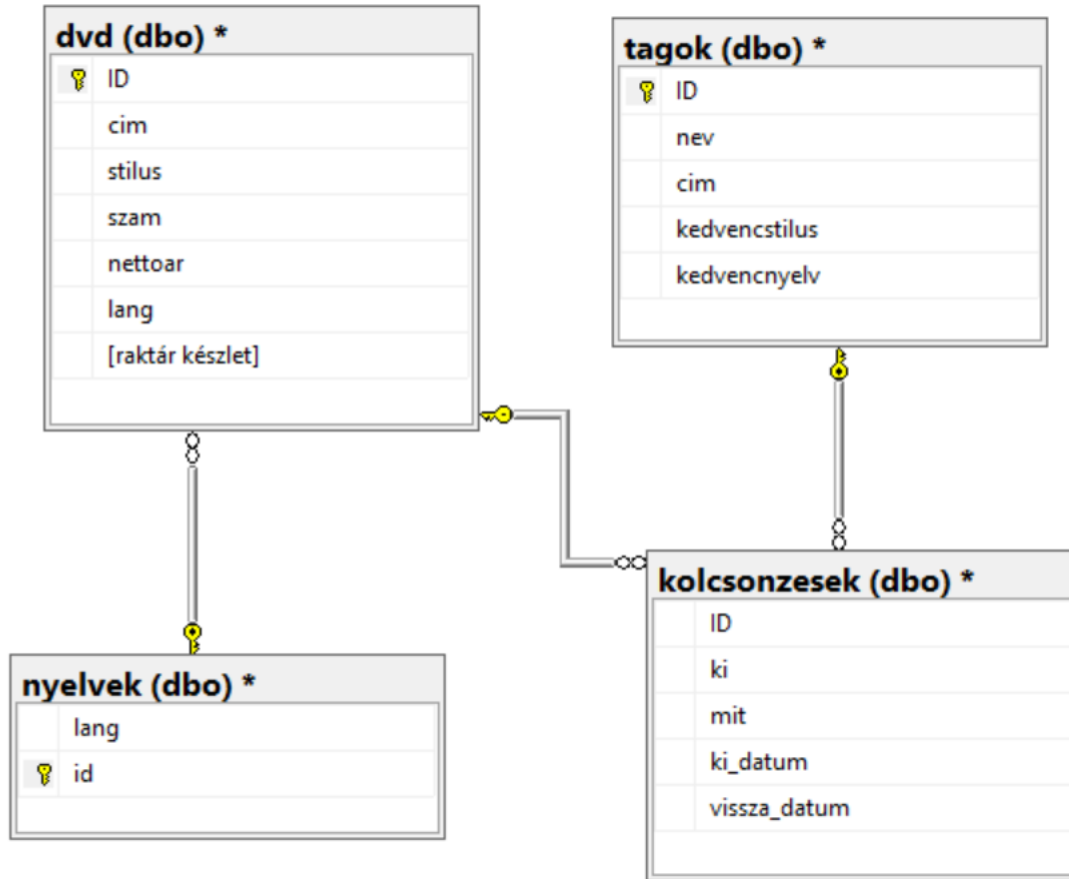 dvd (dbo) *
ID
cim
stilus
szam
nettoar
lang
[raktár készlet]
tagok (dbo) *
ID
nev
cim
kedvencstilus
kedvencnyelv
nyelvek (dbo) *
lang
id
kolcsonzesek (dbo) *
ID
ki
mit
ki_datum
vissza_datum